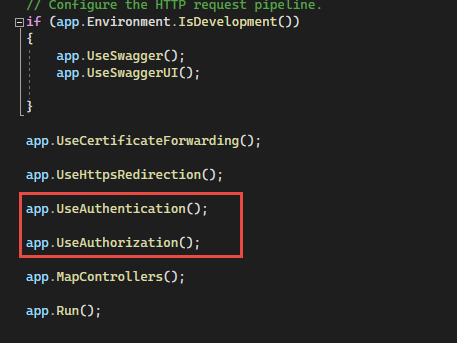 // Configure the HTTP request pipeline.
if (app.Environment.IsDevelopment())
{
app.UseSwagger();
app.UseSwaggerUI();
}
app.UseCertificateForwarding();
app.UseHttpsRedirection();
app.UseAuthentication();
app.UseAuthorization();
app.MapControllers();
app.Run();